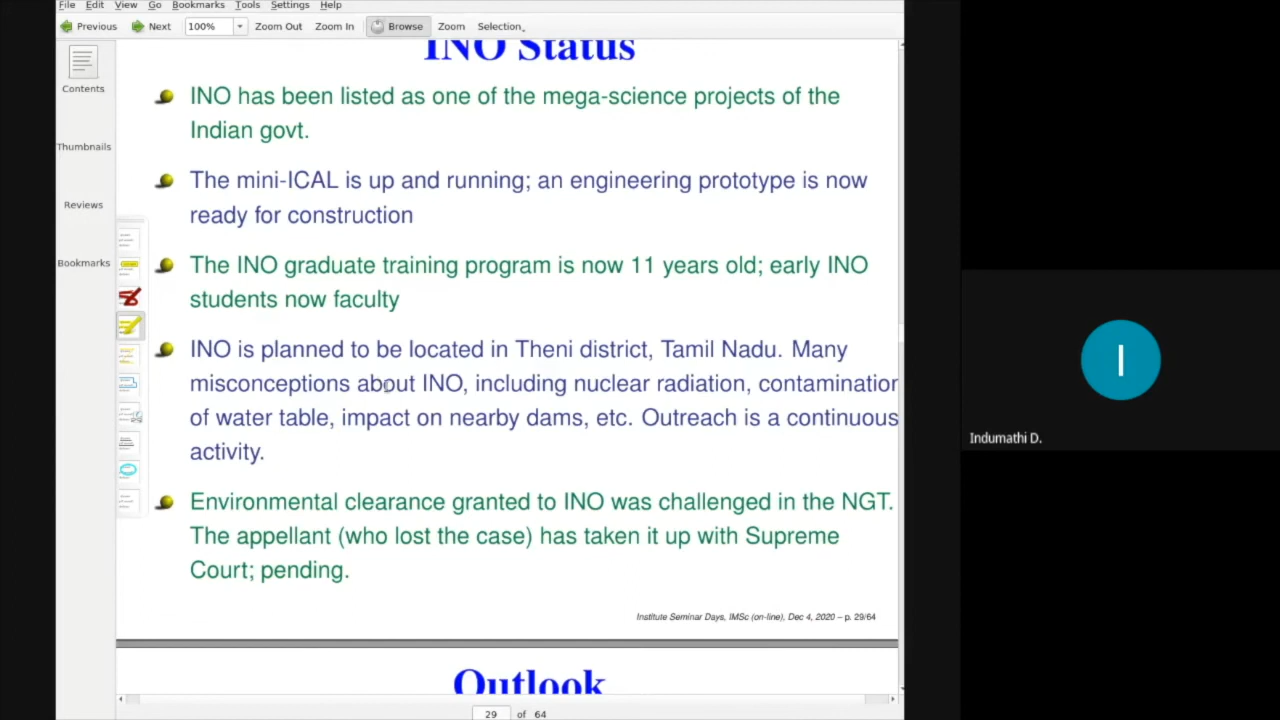 File Edit View Go Bookmarks Tools Settings Help
Previous Next 100% Zoom Out Zoom In Browse Zoom Selection
INO Status
Contents
Thumbnails
Reviews
Bookmarks
INO has been listed as one of the mega-science projects of the
Indian govt.
The mini-ICAL is up and running; an engineering prototype is now
ready for construction
The INO graduate training program is now 11 years old; early INO
students now faculty
INO is planned to be located in Theni district, Tamil Nadu. Many
misconceptions about INO, including nuclear radiation, contamination
of water table, impact on nearby dams, etc. Outreach is a continuous
activity.
Environmental clearance granted to INO was challenged in the NGT.
The appellant (who lost the case) has taken it up with Supreme
Court; pending.
Institute Seminar Days, IMSc (on-line), Dec 4, 2020 – p. 29/64
Outlook
29 of 64
I
Indumathi D.